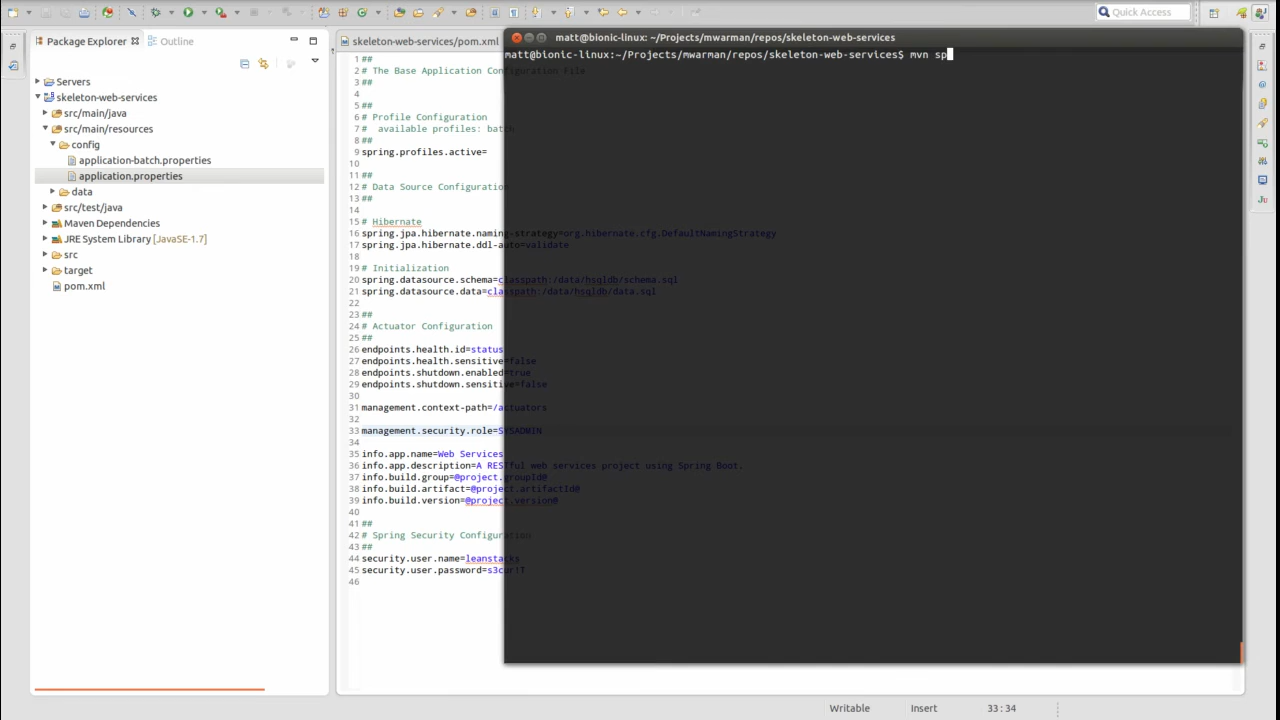 Quick Access
Package Explorer
Outline
Servers
skeleton-web-services
src/main/java
src/main/resources
config
application-batch.properties
application.properties
data
src/test/java
Maven Dependencies
JRE System Library [JavaSE-1.7]
src
target
pom.xml
skeleton-web-services/pom.xml
1 ##
2 # The Base Application Configuration File
3 ##
4
5 ##
6 # Profile Configuration
7 #  available profiles: batch
8 ##
9 spring.profiles.active=
10
11 ##
12 # Data Source Configuration
13 ##
14
15 # Hibernate
16 spring.jpa.hibernate.naming-strategy=org.hibernate.cfg.DefaultNamingStrategy
17 spring.jpa.hibernate.ddl-auto=validate
18
19 # Initialization
20 spring.datasource.schema=classpath:/data/hsqldb/schema.sql
21 spring.datasource.data=classpath:/data/hsqldb/data.sql
22
23 ##
24 # Actuator Configuration
25 ##
26 endpoints.health.id=status
27 endpoints.health.sensitive=false
28 endpoints.shutdown.enabled=true
29 endpoints.shutdown.sensitive=false
30
31 management.context-path=/actuators
32
33 management.security.role=SYSADMIN
34
35 info.app.name=Web Services
36 info.app.description=A RESTful web services project using Spring Boot.
37 info.build.group=@project.groupId@
38 info.build.artifact=@project.artifactId@
39 info.build.version=@project.version@
40
41 ##
42 # Spring Security Configuration
43 ##
44 security.user.name=leanstacks
45 security.user.password=s3cur!T
46
matt@bionic-linux: ~/Projects/mwarman/repos/skeleton-web-services
matt@bionic-linux:~/Projects/mwarman/repos/skeleton-web-services$ mvn sp
Writable
Insert
33 : 34